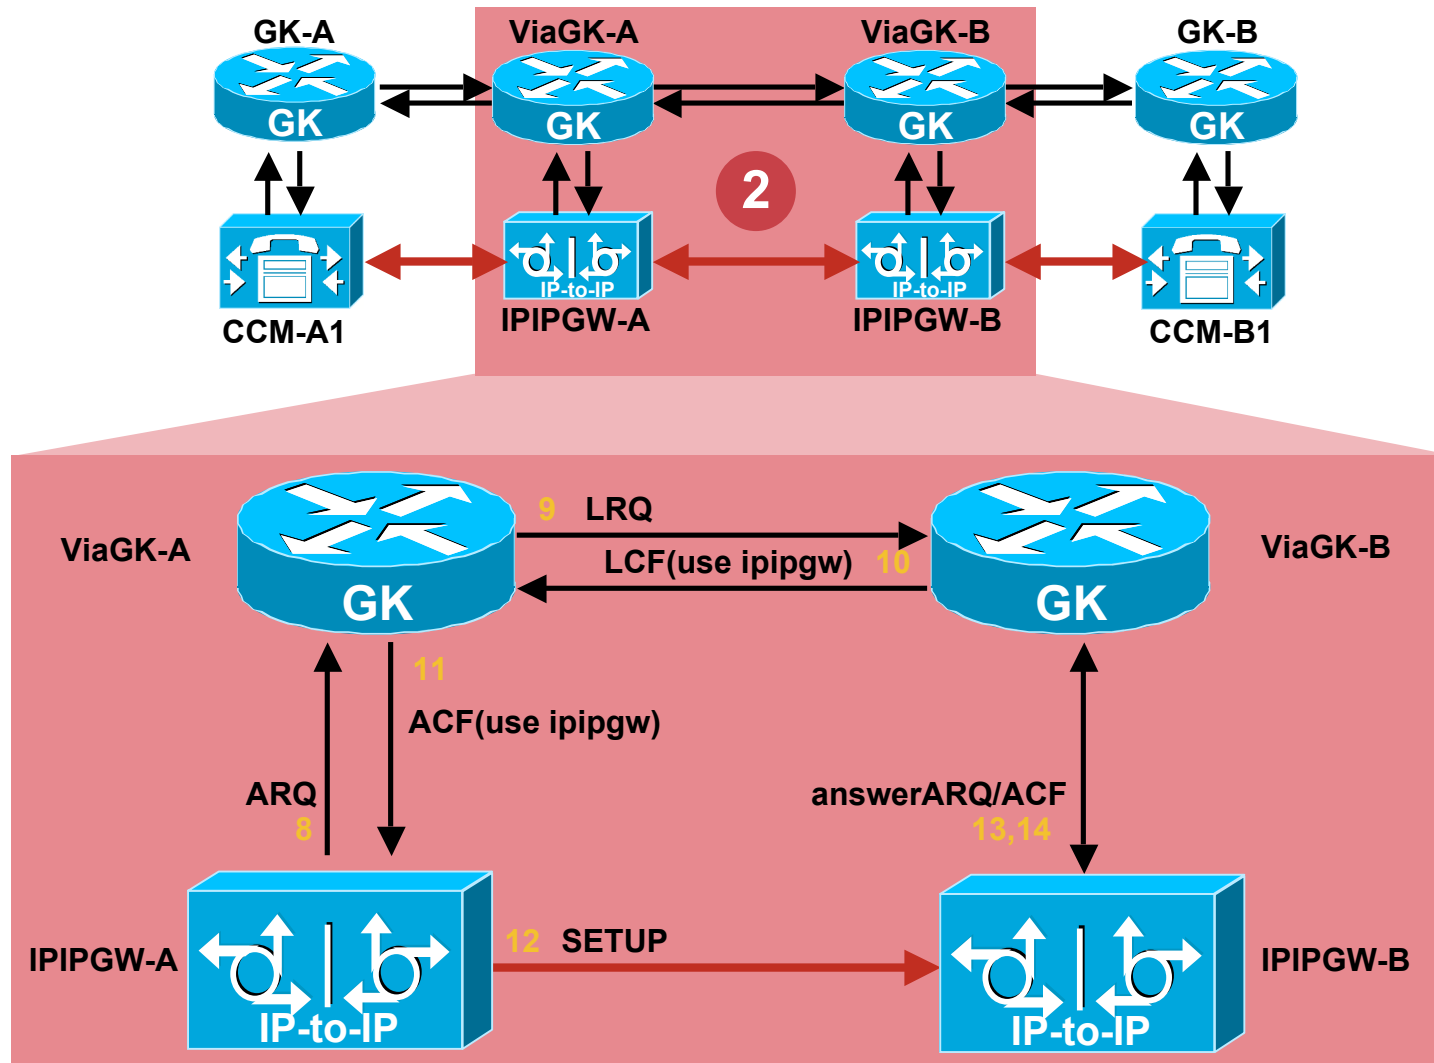 GK-A
ViaGK-A
ViaGK-B
GK-B
GK
GK
GK
GK
2
IP-to-IP
IP-to-IP
CCM-A1
IPIPGW-A
IPIPGW-B
CCM-B1
9 LRQ
ViaGK-A
LCF(use ipipgw) 10
ViaGK-B
GK
GK
11
ACF(use ipipgw)
ARQ
8
answerARQ/ACF
13,14
12 SETUP
IPIPGW-A
IPIPGW-B
IP-to-IP
IP-to-IP